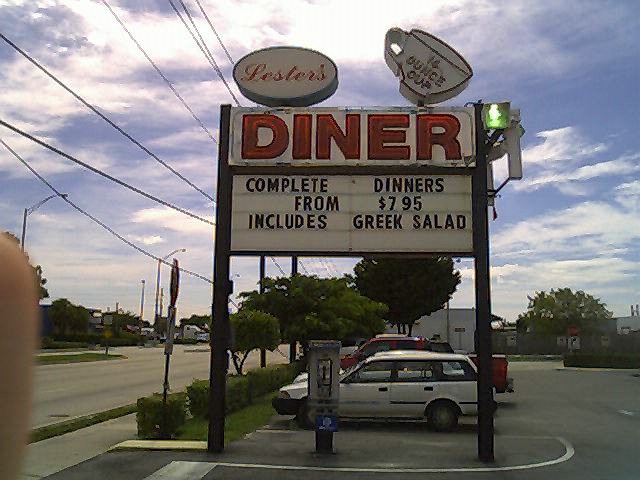 Lester's
16
OUNCE
CUP
DINER
COMPLETE DINNERS
FROM $7 95
INCLUDES GREEK SALAD